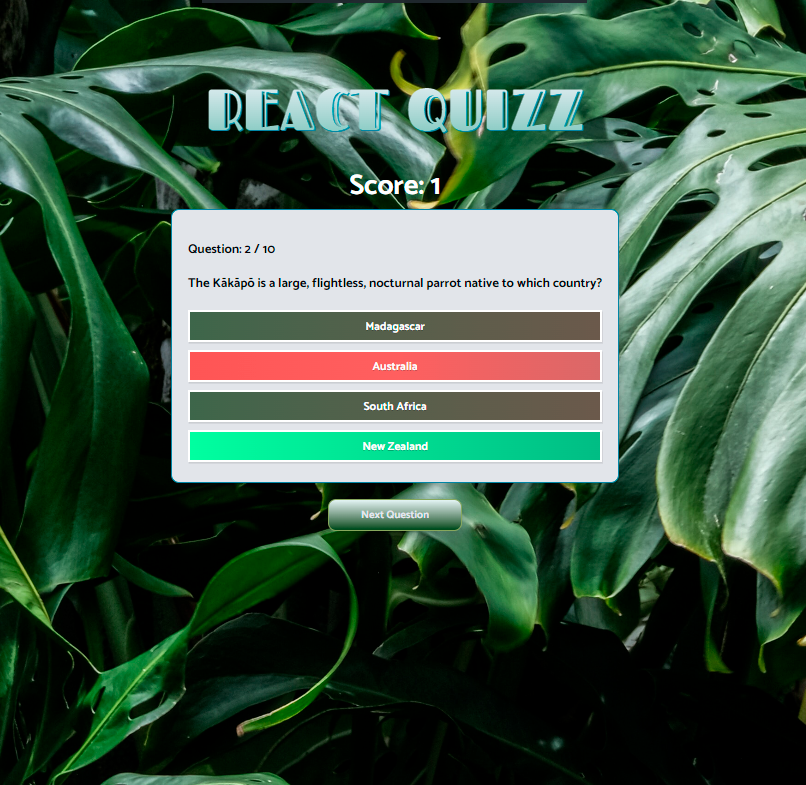 REACT QUIZZ
Score: 1
Question: 2 / 10
The Kākāpō is a large, flightless, nocturnal parrot native to which country?
Madagascar
Australia
South Africa
New Zealand
Next Question